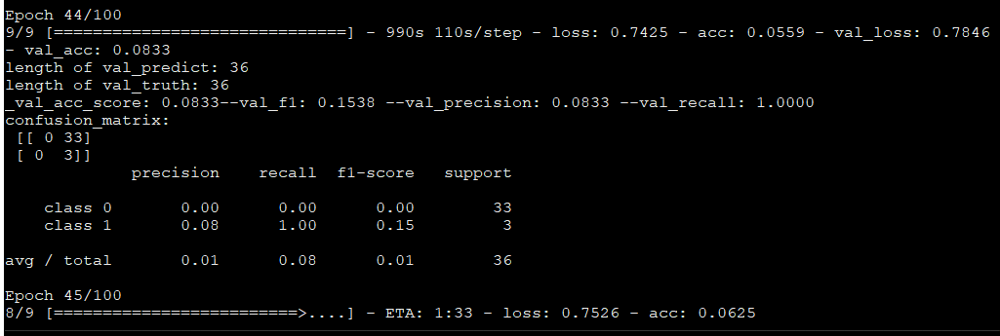 Epoch 44/100
9/9 [==============================] - 990s 110s/step - loss: 0.7425 - acc: 0.0559 - val_loss: 0.7846
- val_acc: 0.0833
length of val_predict: 36
length of val_truth: 36
_val_acc_score: 0.0833--val_f1: 0.1538 --val_precision: 0.0833 --val_recall: 1.0000
confusion_matrix:
[[ 0 33]
[ 0  3]]
precision    recall  f1-score   support
class 0       0.00      0.00      0.00        33
class 1       0.08      1.00      0.15         3
avg / total       0.01      0.08      0.01        36
Epoch 45/100
8/9 [=========================>....] - ETA: 1:33 - loss: 0.7526 - acc: 0.0625